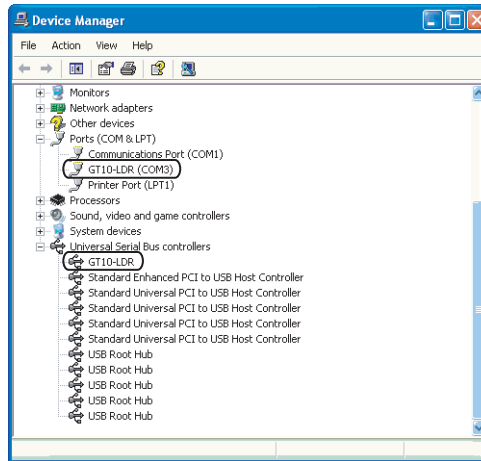 Device Manager
File Action View Help
Monitors
Network adapters
Other devices
Ports (COM & LPT)
Communications Port (COM1)
GT10-LDR (COM3)
Printer Port (LPT1)
Processors
Sound, video and game controllers
System devices
Universal Serial Bus controllers
GT10-LDR
Standard Enhanced PCI to USB Host Controller
Standard Universal PCI to USB Host Controller
Standard Universal PCI to USB Host Controller
Standard Universal PCI to USB Host Controller
Standard Universal PCI to USB Host Controller
USB Root Hub
USB Root Hub
USB Root Hub
USB Root Hub
USB Root Hub